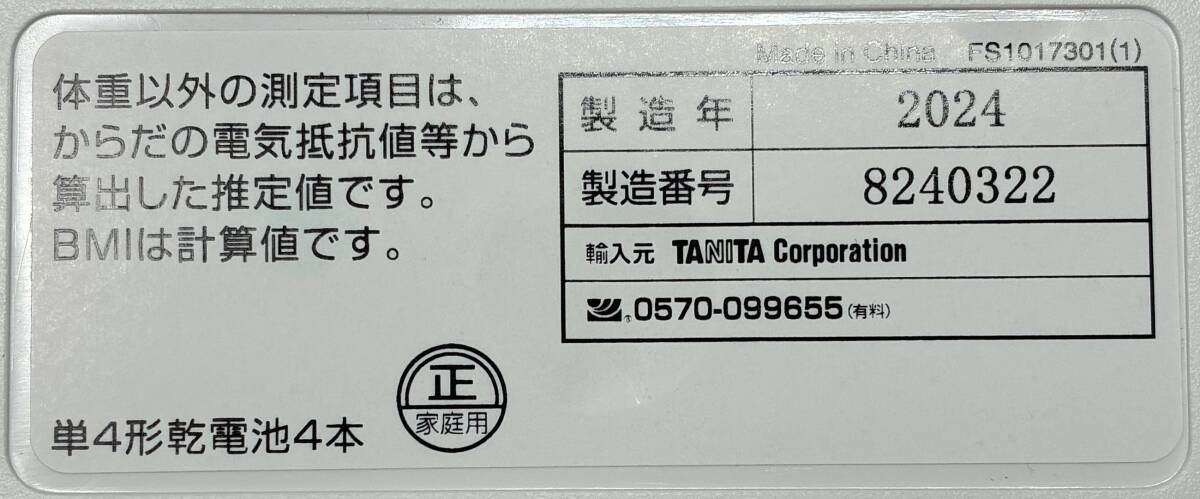 体重以外の測定項目は、
からだの電気抵抗値等から
算出した推定値です。
BMIは計算値です。
単4形乾電池4本
正
家庭用
Made in China FS1017301(1)
製造年 2024
製造番号 8240322
輸入元 TANITA Corporation
®0570-099655(有料)